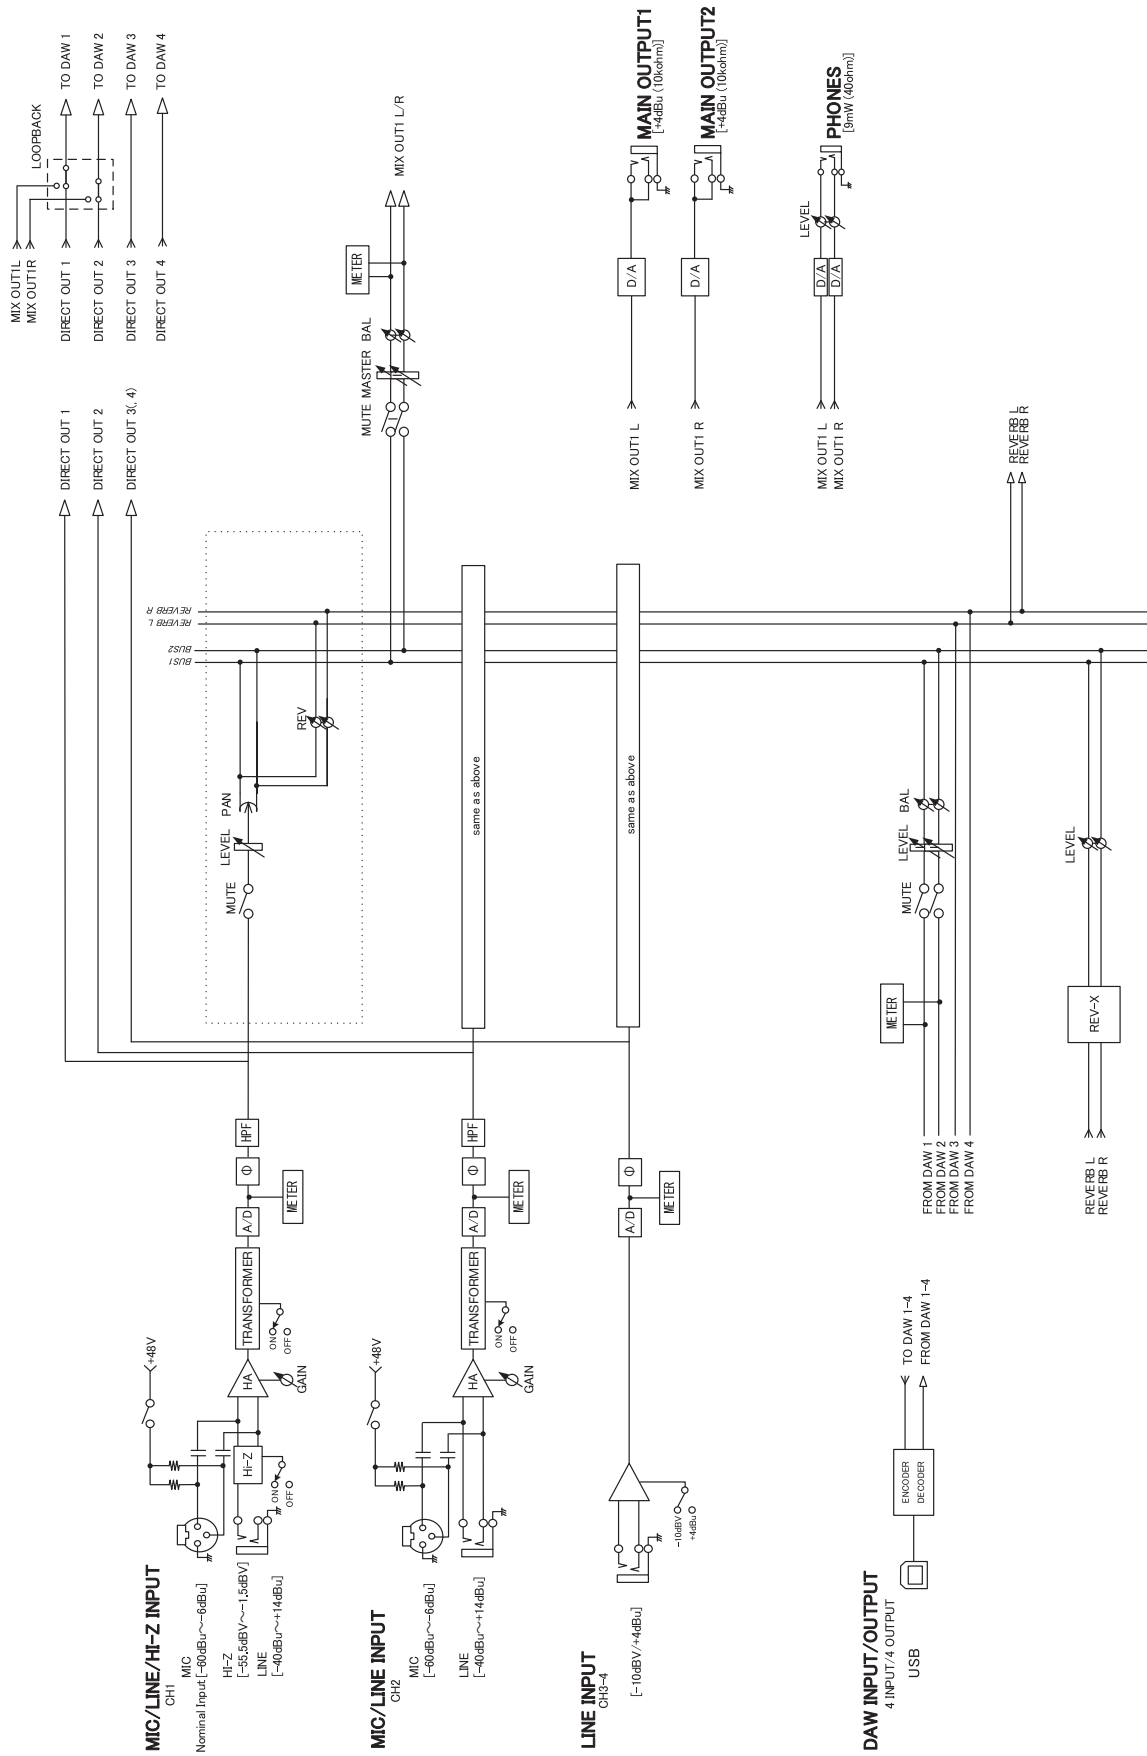 MIC/LINE/HI-Z INPUT
CH1
MIC
Nominal Input [-60dBu～-6dBu]
HI-Z
[-55.5dBV～-1.5dBV]
LINE
[-40dBu～+14dBu]
+48V
Hi-Z
ON
OFF
HA
GAIN
TRANSFORMER
ON
OFF
A/D
METER
Φ
HPF
MUTE
LEVEL
PAN
REV
BUS1
BUS2
REVERB L
REVERB R
DIRECT OUT 1
DIRECT OUT 2
DIRECT OUT 3(, 4)
MIX OUT1L
MIX OUT1R
DIRECT OUT 1
DIRECT OUT 2
DIRECT OUT 3
DIRECT OUT 4
LOOPBACK
TO DAW 1
TO DAW 2
TO DAW 3
TO DAW 4
MUTE
MASTER
BAL
METER
MIX OUT1 L/R
MIC/LINE INPUT
CH2
MIC
[-60dBu～-6dBu]
LINE
[-40dBu～+14dBu]
+48V
HA
GAIN
TRANSFORMER
ON
OFF
A/D
METER
Φ
HPF
same as above
LINE INPUT
CH3-4
[-10dBV/+4dBu]
-10dBV
+4dBu
A/D
METER
Φ
same as above
MIX OUT1 L
D/A
MAIN OUTPUT1
[+4dBu (10kohm)]
MIX OUT1 R
D/A
MAIN OUTPUT2
[+4dBu (10kohm)]
MIX OUT1 L
MIX OUT1 R
D/A
D/A
LEVEL
PHONES
[9mW (40ohm)]
DAW INPUT/OUTPUT
4 INPUT/4 OUTPUT
USB
ENCODER
DECODER
TO DAW 1-4
FROM DAW 1-4
FROM DAW 1
FROM DAW 2
FROM DAW 3
FROM DAW 4
METER
MUTE
LEVEL
BAL
REVERB L
REVERB R
REVERB L
REVERB R
REV-X
LEVEL